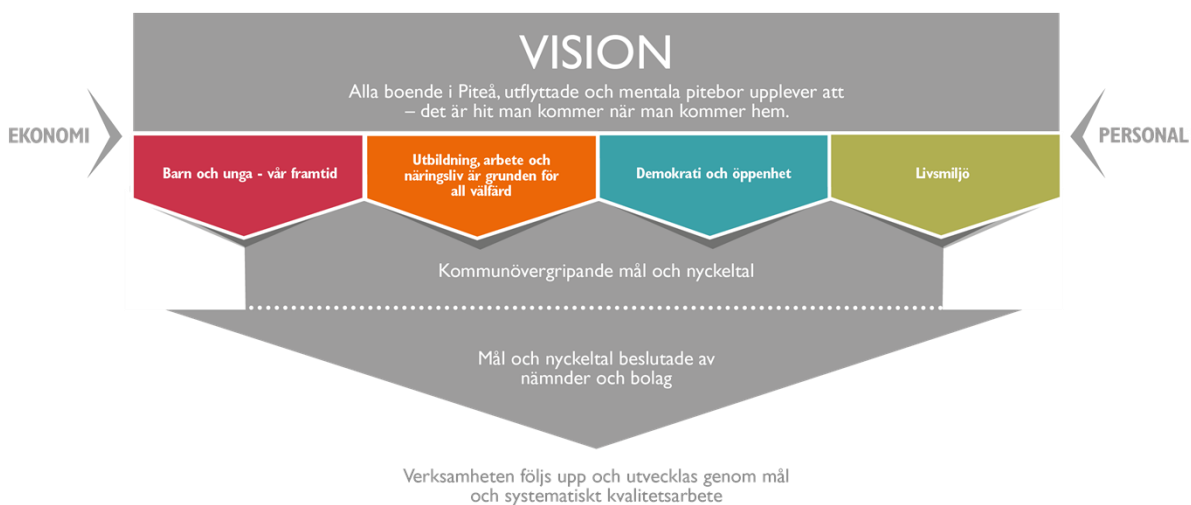 VISION
Alla boende i Piteå, utflyttade och mentala pitebor upplever att
– det är hit man kommer när man kommer hem.
EKONOMI
PERSONAL
Barn och unga - vår framtid
Utbildning, arbete och
näringsliv är grunden för
all välfärd
Demokrati och öppenhet
Livsmiljö
Kommunövergripande mål och nyckeltal
Mål och nyckeltal beslutade av
nämnder och bolag
Verksamheten följs upp och utvecklas genom mål
och systematiskt kvalitetsarbete